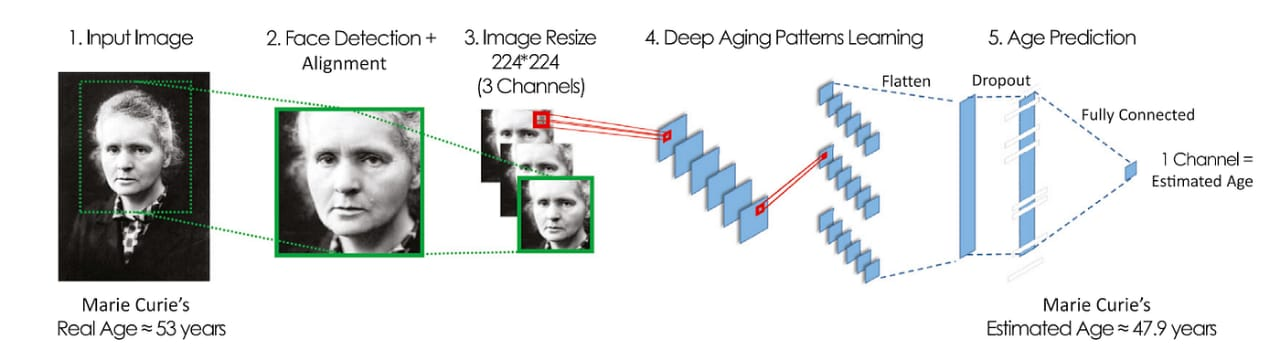 1. Input Image
2. Face Detection +
Alignment
3. Image Resize
224*224
(3 Channels)
4. Deep Aging Patterns Learning
5. Age Prediction
Flatten
Dropout
Fully Connected
1 Channel =
Estimated Age
Marie Curie's
Real Age ≈ 53 years
Marie Curie's
Estimated Age ≈ 47.9 years